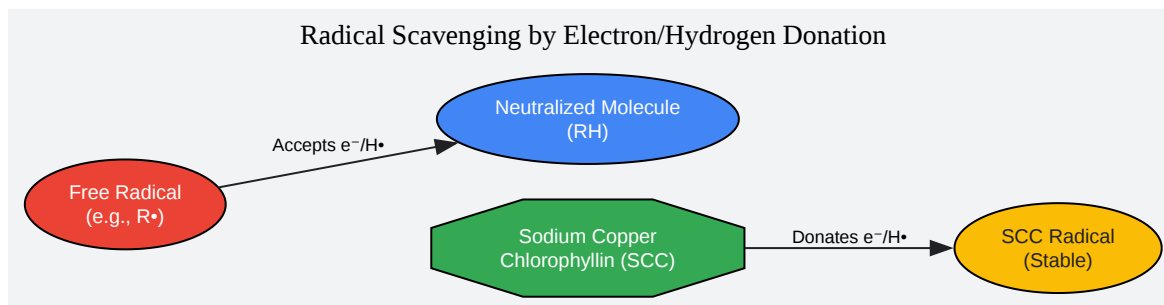 Radical Scavenging by Electron/Hydrogen Donation
Neutralized Molecule
(RH)
Accepts e⁻/H•
Free Radical
(e.g., R•)
Sodium Copper
Chlorophyllin (SCC)
Donates e⁻/H•
SCC Radical
(Stable)